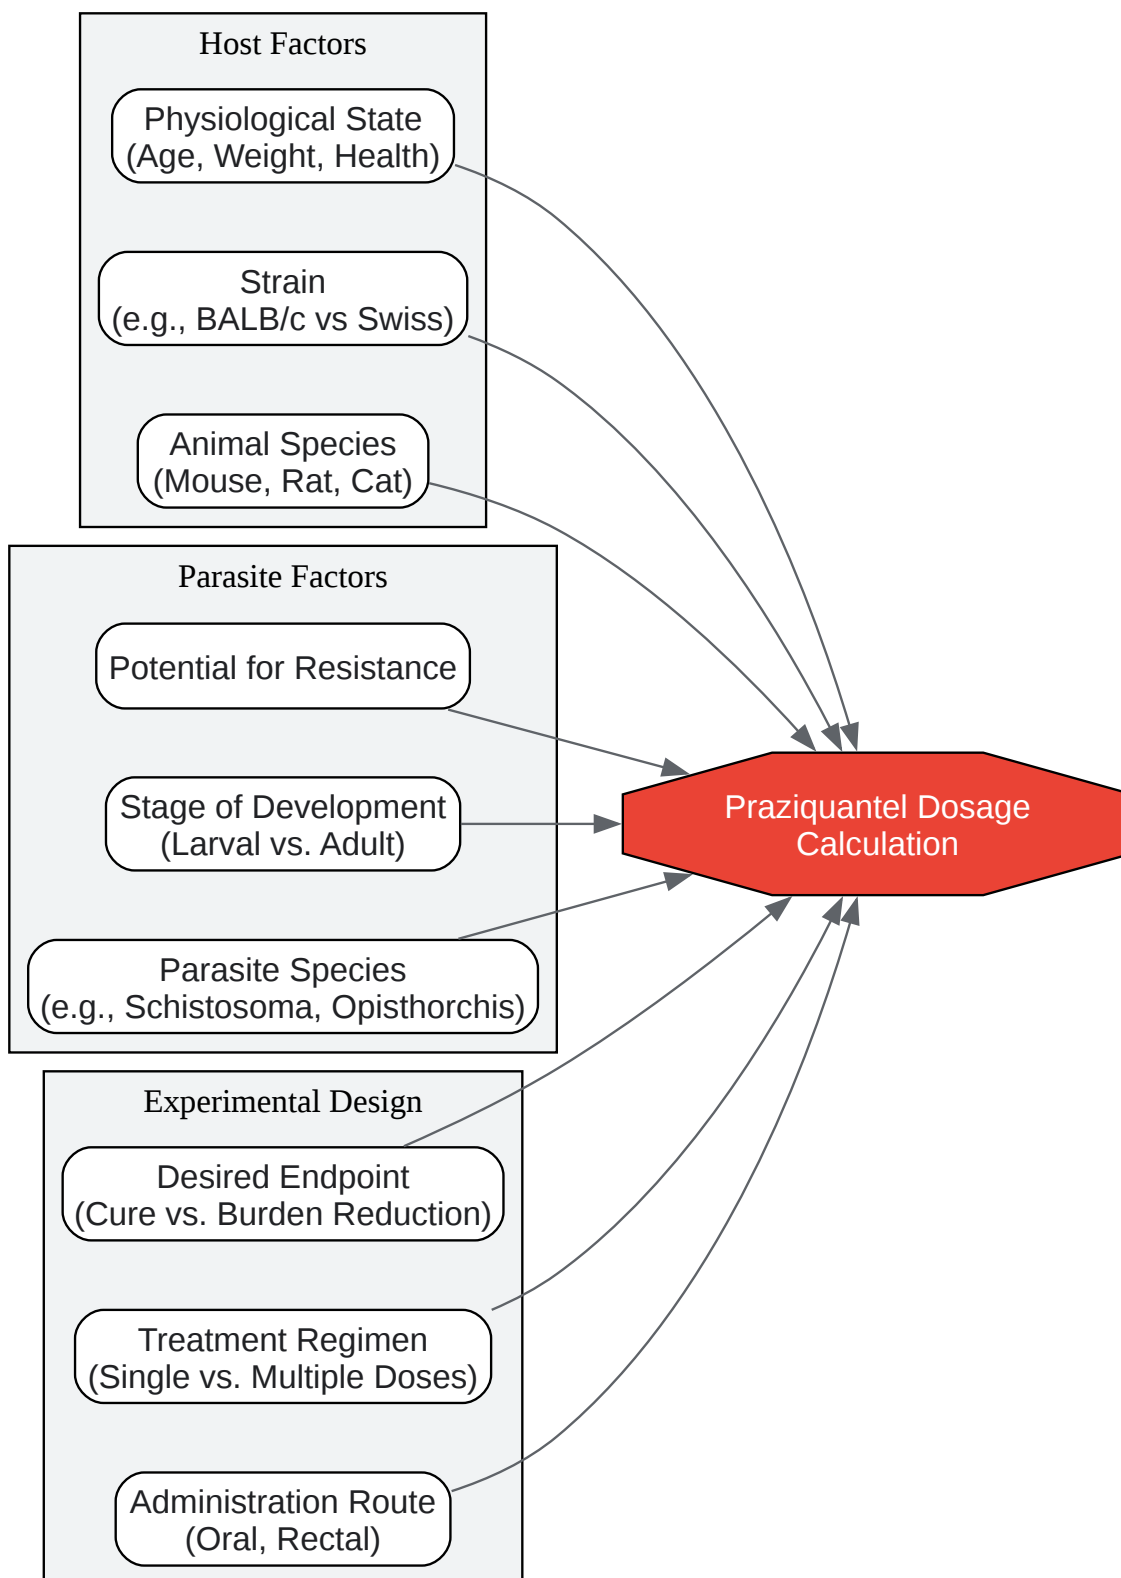 Host Factors
Physiological State
(Age, Weight, Health)
Strain
(e.g., BALB/c vs Swiss)
Animal Species
(Mouse, Rat, Cat)
Parasite Factors
Potential for Resistance
Stage of Development
(Larval vs. Adult)
Parasite Species
(e.g., Schistosoma, Opisthorchis)
Experimental Design
Desired Endpoint
(Cure vs. Burden Reduction)
Treatment Regimen
(Single vs. Multiple Doses)
Administration Route
(Oral, Rectal)
Praziquantel Dosage
Calculation